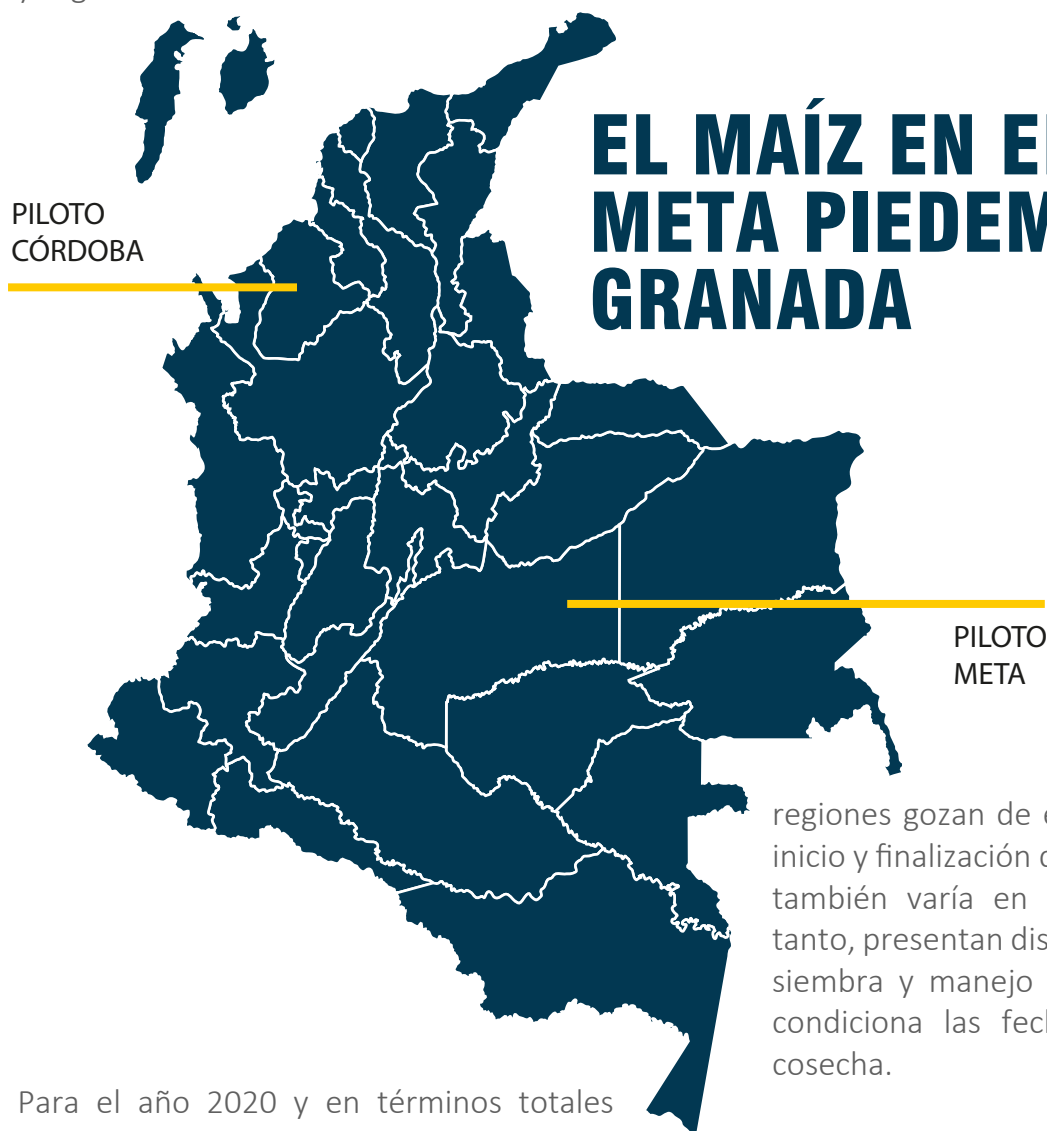 EL MAÍZ EN E
META PIEDEM
GRANADA
PILOTO
CÓRDOBA
PILOTO
META
regiones gozan de
inicio y finalización
también varía en
tanto, presentan dis
siembra y manejo
condiciona las fec
cosecha.
Para el año 2020 y en términos totales